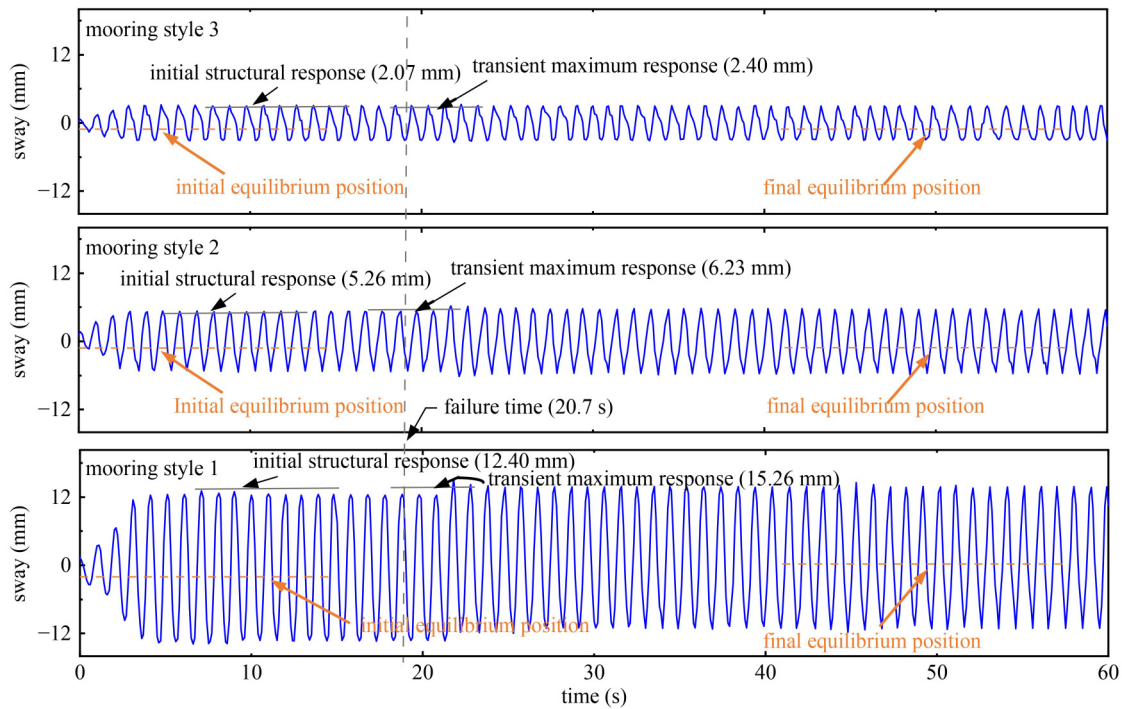 mooring style 3
initial structural response (2.07 mm)
transient maximum response (2.40 mm)
sway (mm)
12
0
−12
initial equilibrium position
final equilibrium position
mooring style 2
initial structural response (5.26 mm)
transient maximum response (6.23 mm)
sway (mm)
12
0
−12
Initial equilibrium position
final equilibrium position
failure time (20.7 s)
mooring style 1
initial structural response (12.40 mm)
transient maximum response (15.26 mm)
sway (mm)
12
0
−12
initial equilibrium position
final equilibrium position
0 10 20 30 40 50 60
time (s)